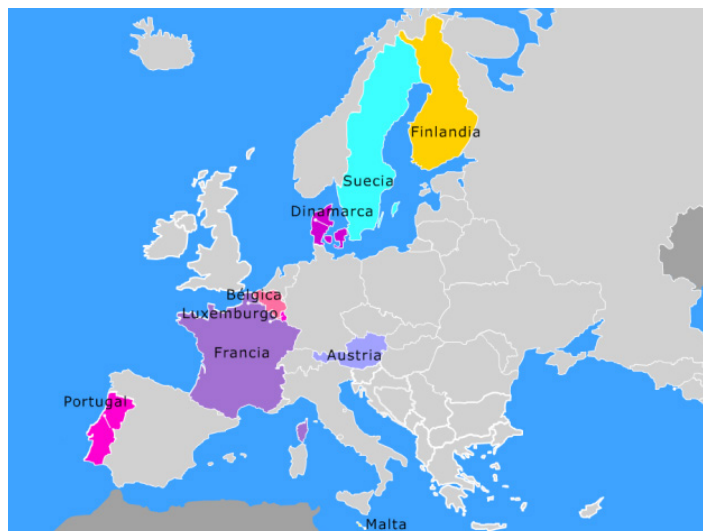 Finlandia
Suecia
Dinamarca
Bélgica
Luxemburgo
Francia
Austria
Portugal
Malta